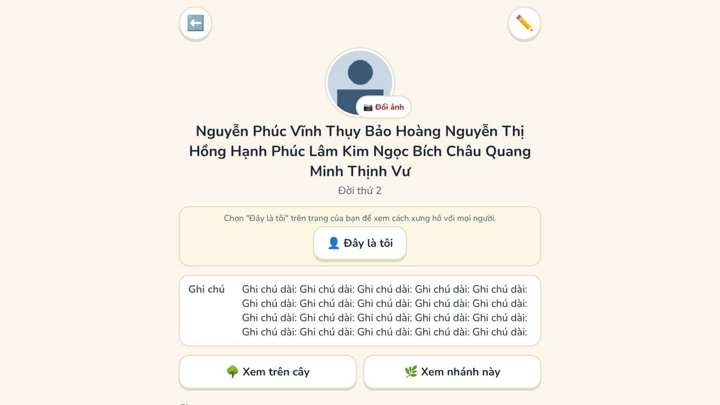 Đổi ảnh
Nguyễn Phúc Vĩnh Thụy Bảo Hoàng Nguyễn Thị
Hồng Hạnh Phúc Lâm Kim Ngọc Bích Châu Quang
Minh Thịnh Vư
Đời thứ 2
Chọn "Đây là tôi" trên trang của bạn để xem cách xưng hô với mọi người.
Đây là tôi
Ghi chú Ghi chú dài: Ghi chú dài: Ghi chú dài: Ghi chú dài: Ghi chú dài:
Ghi chú dài: Ghi chú dài: Ghi chú dài: Ghi chú dài: Ghi chú dài:
Ghi chú dài: Ghi chú dài: Ghi chú dài: Ghi chú dài: Ghi chú dài:
Ghi chú dài: Ghi chú dài: Ghi chú dài: Ghi chú dài: Ghi chú dài:
Xem trên cây Xem nhánh này